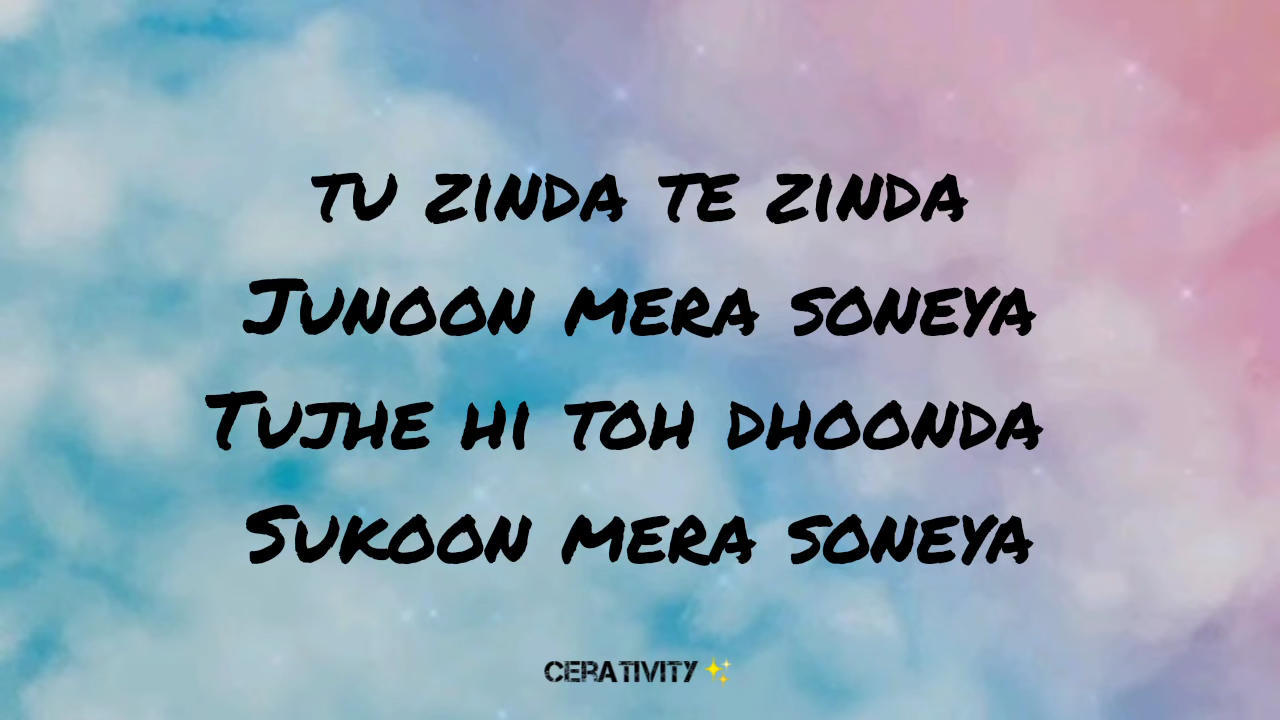 tu zinda te zinda
Junoon mera soneya
Tujhe hi toh dhoonda
Sukoon mera soneya
CERATIVITY